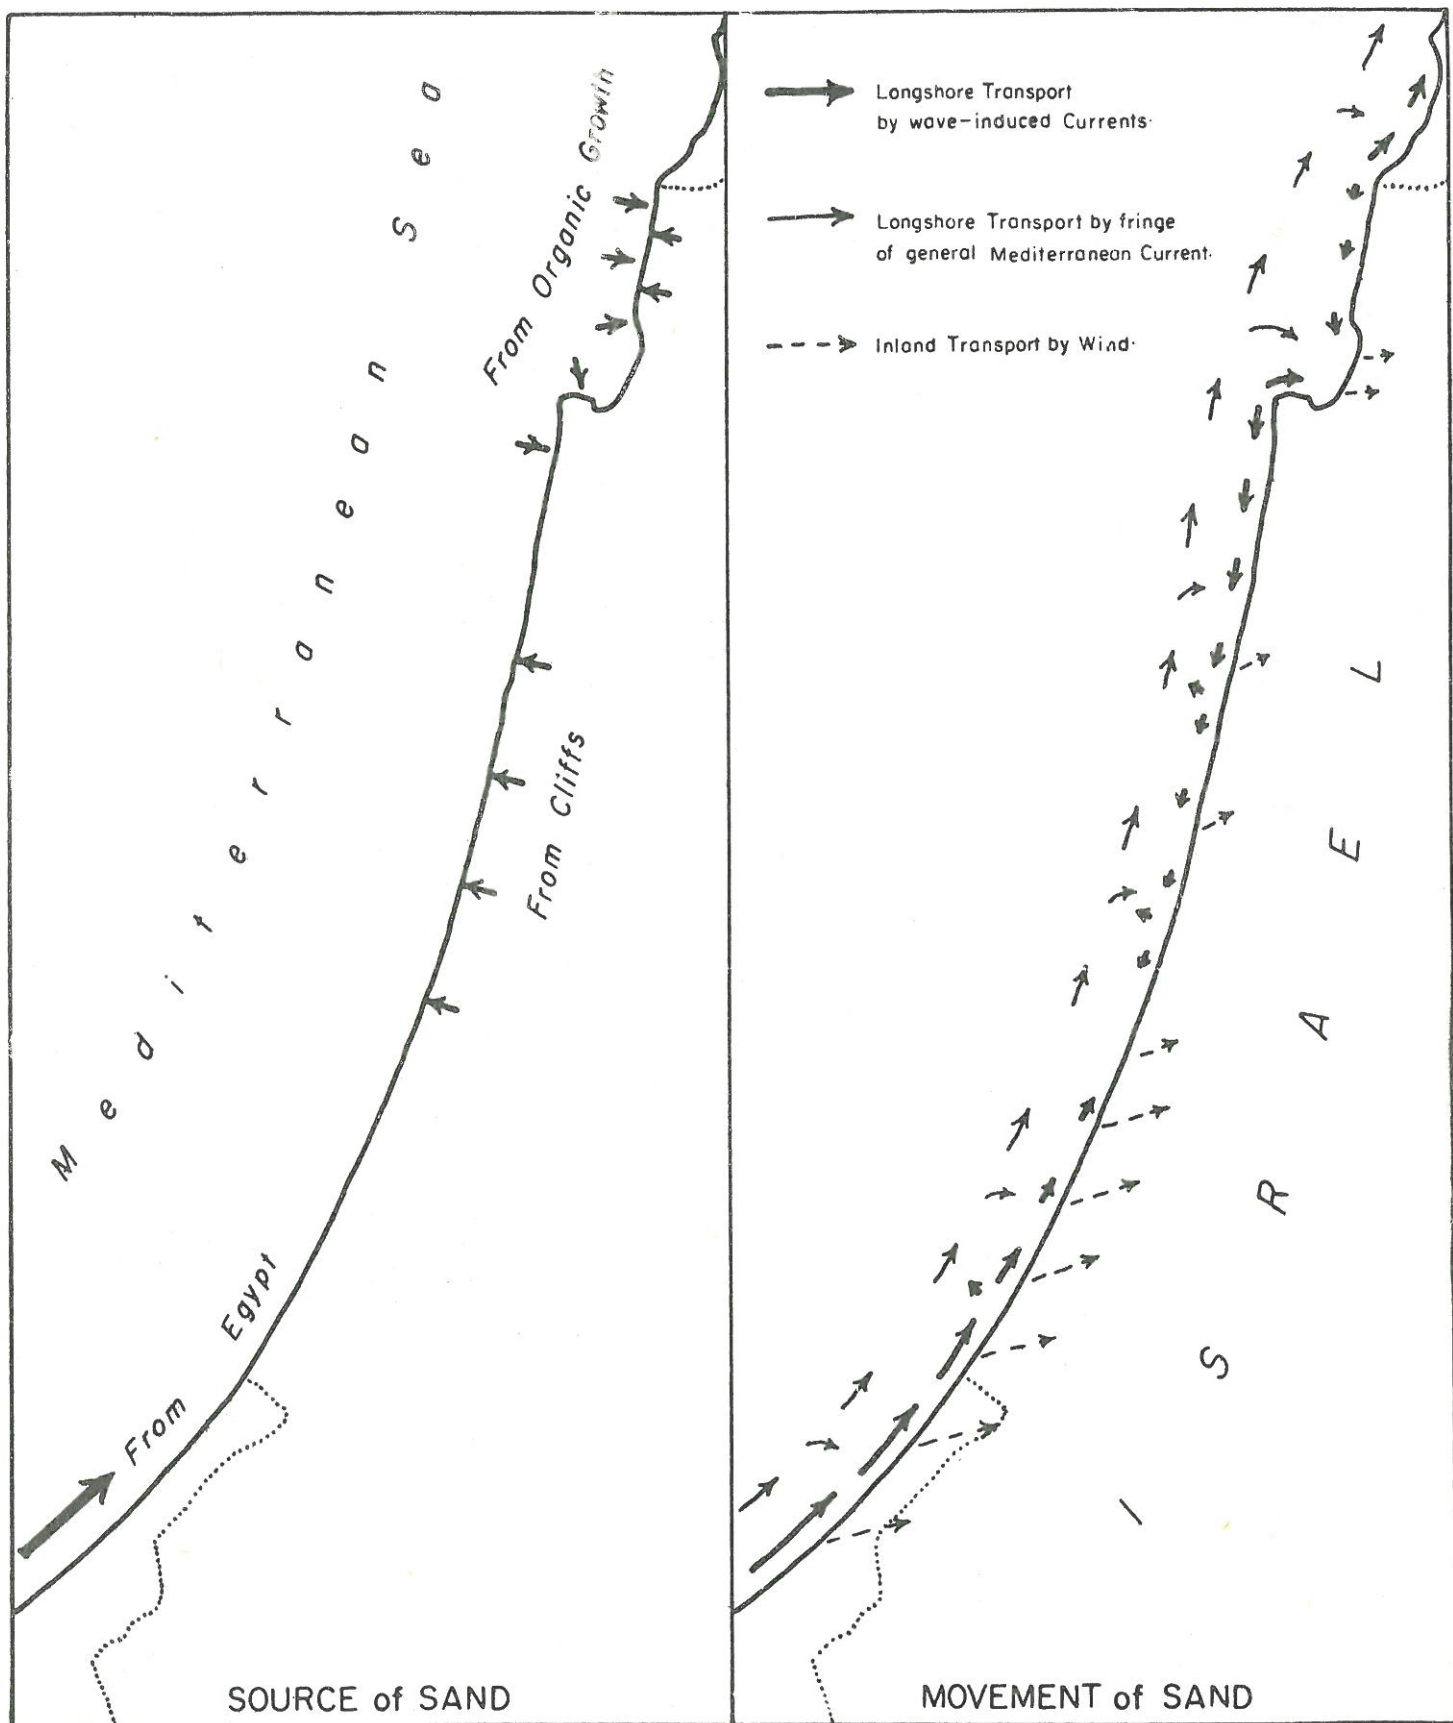 Mediterranean Sea
From Organic Growth
From Cliffs
From Egypt
SOURCE of SAND
Longshore Transport
by wave-induced Currents.
Longshore Transport by fringe
of general Mediterranean Current.
Inland Transport by Wind.
ISRAEL
MOVEMENT of SAND